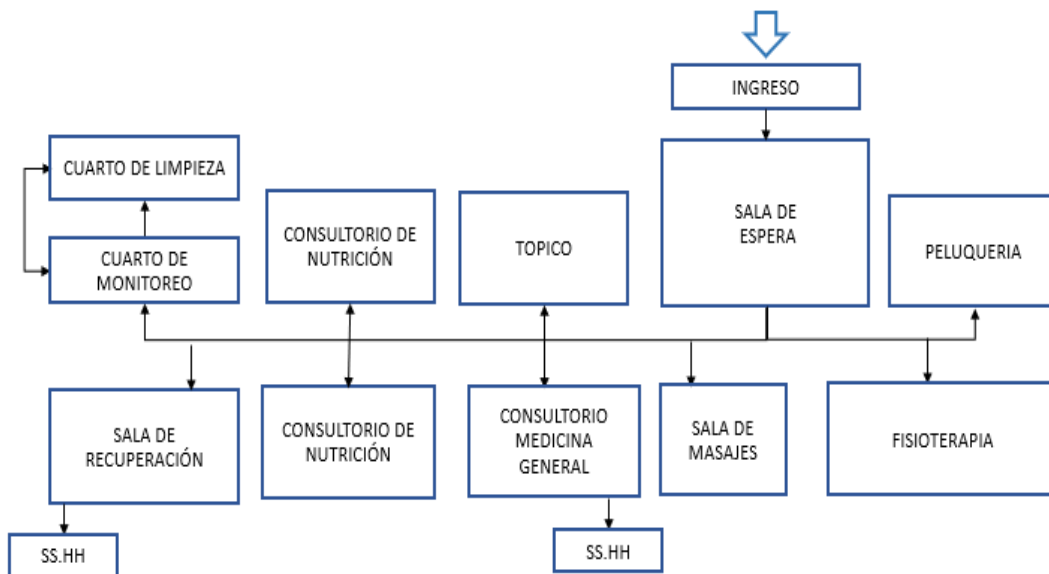 INGRESO
CUARTO DE LIMPIEZA
SALA DE
ESPERA
CONSULTORIO DE
NUTRICIÓN
TOPICO
PELUQUERIA
CUARTO DE
MONITOREO
SALA DE
RECUPERACIÓN
CONSULTORIO DE
NUTRICIÓN
CONSULTORIO
MEDICINA
GENERAL
SALA DE
MASAJES
FISIOTERAPIA
SS.HH
SS.HH